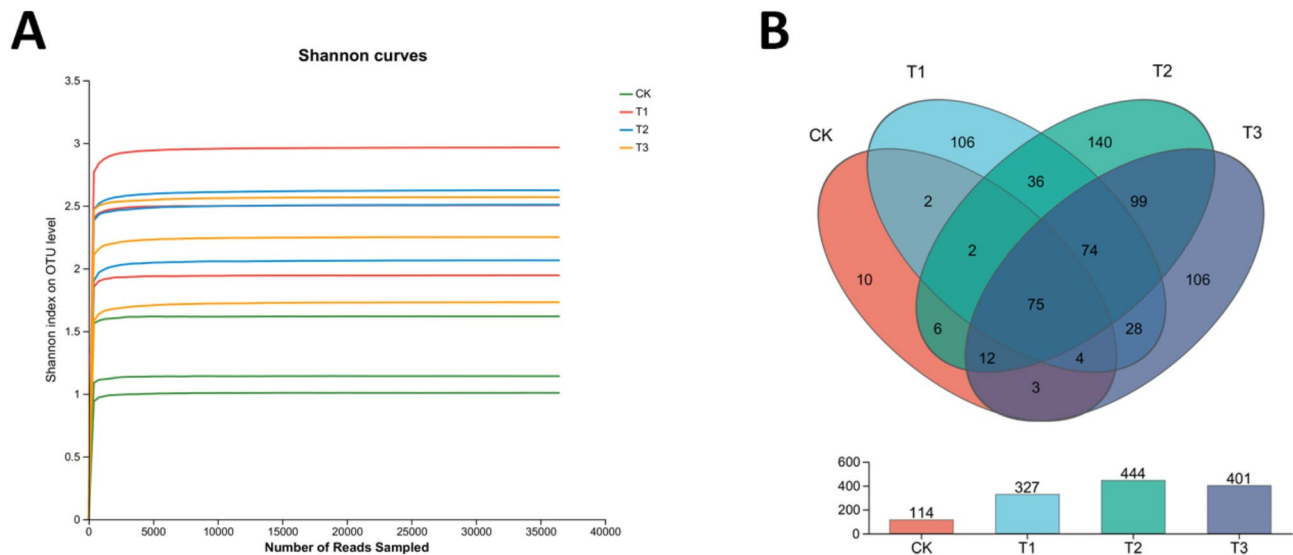 A
Shannon curves
3.5
3
2.5
2
1.5
1
0.5
0
Shannon index on OTU level
0 5000 10000 15000 20000 25000 30000 35000 40000
Number of Reads Sampled
CK
T1
T2
T3
B
T1 T2
CK T3
106 140
36 99
2
2 74
10 106
75
6 28
12 4
3
600
400
200
0
114 327 444 401
CK T1 T2 T3